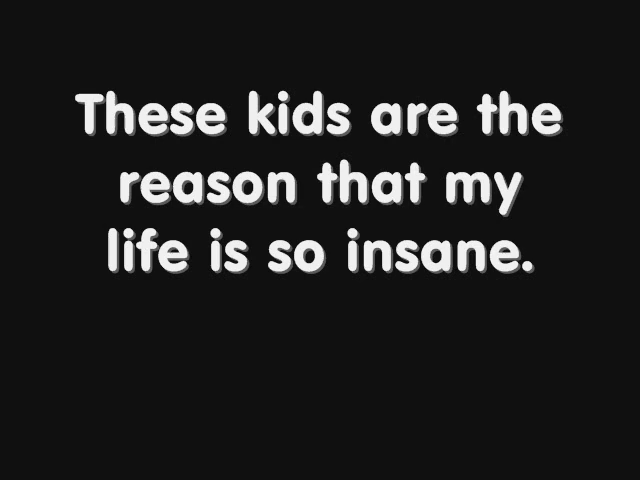 These kids are the
reason that my
life is so insane.